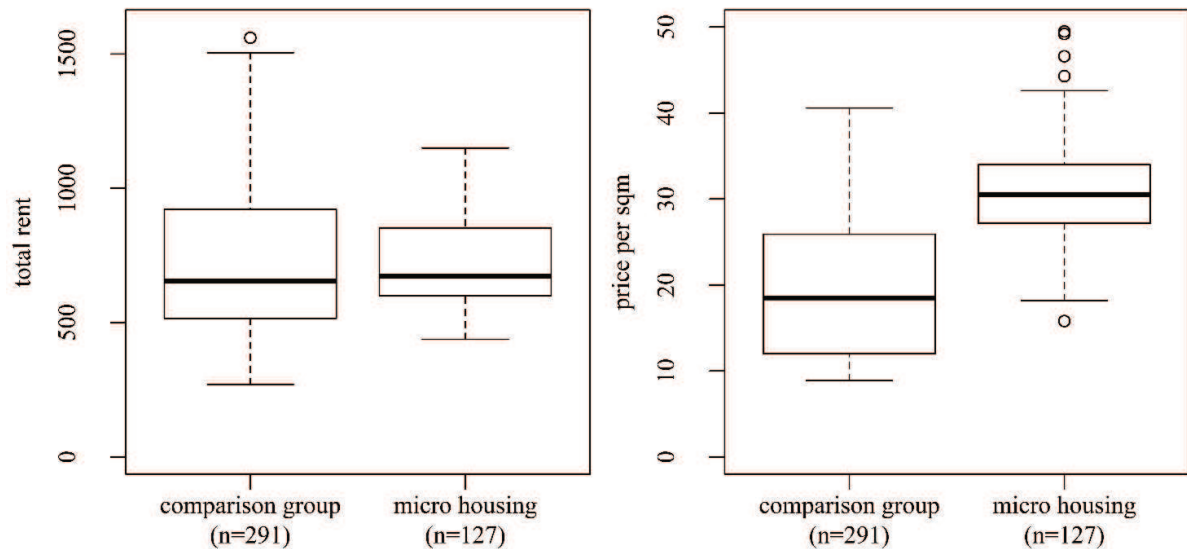 total rent
1500
1000
500
0
comparison group
(n=291)
micro housing
(n=127)
price per sqm
50
40
30
20
10
0
comparison group
(n=291)
micro housing
(n=127)